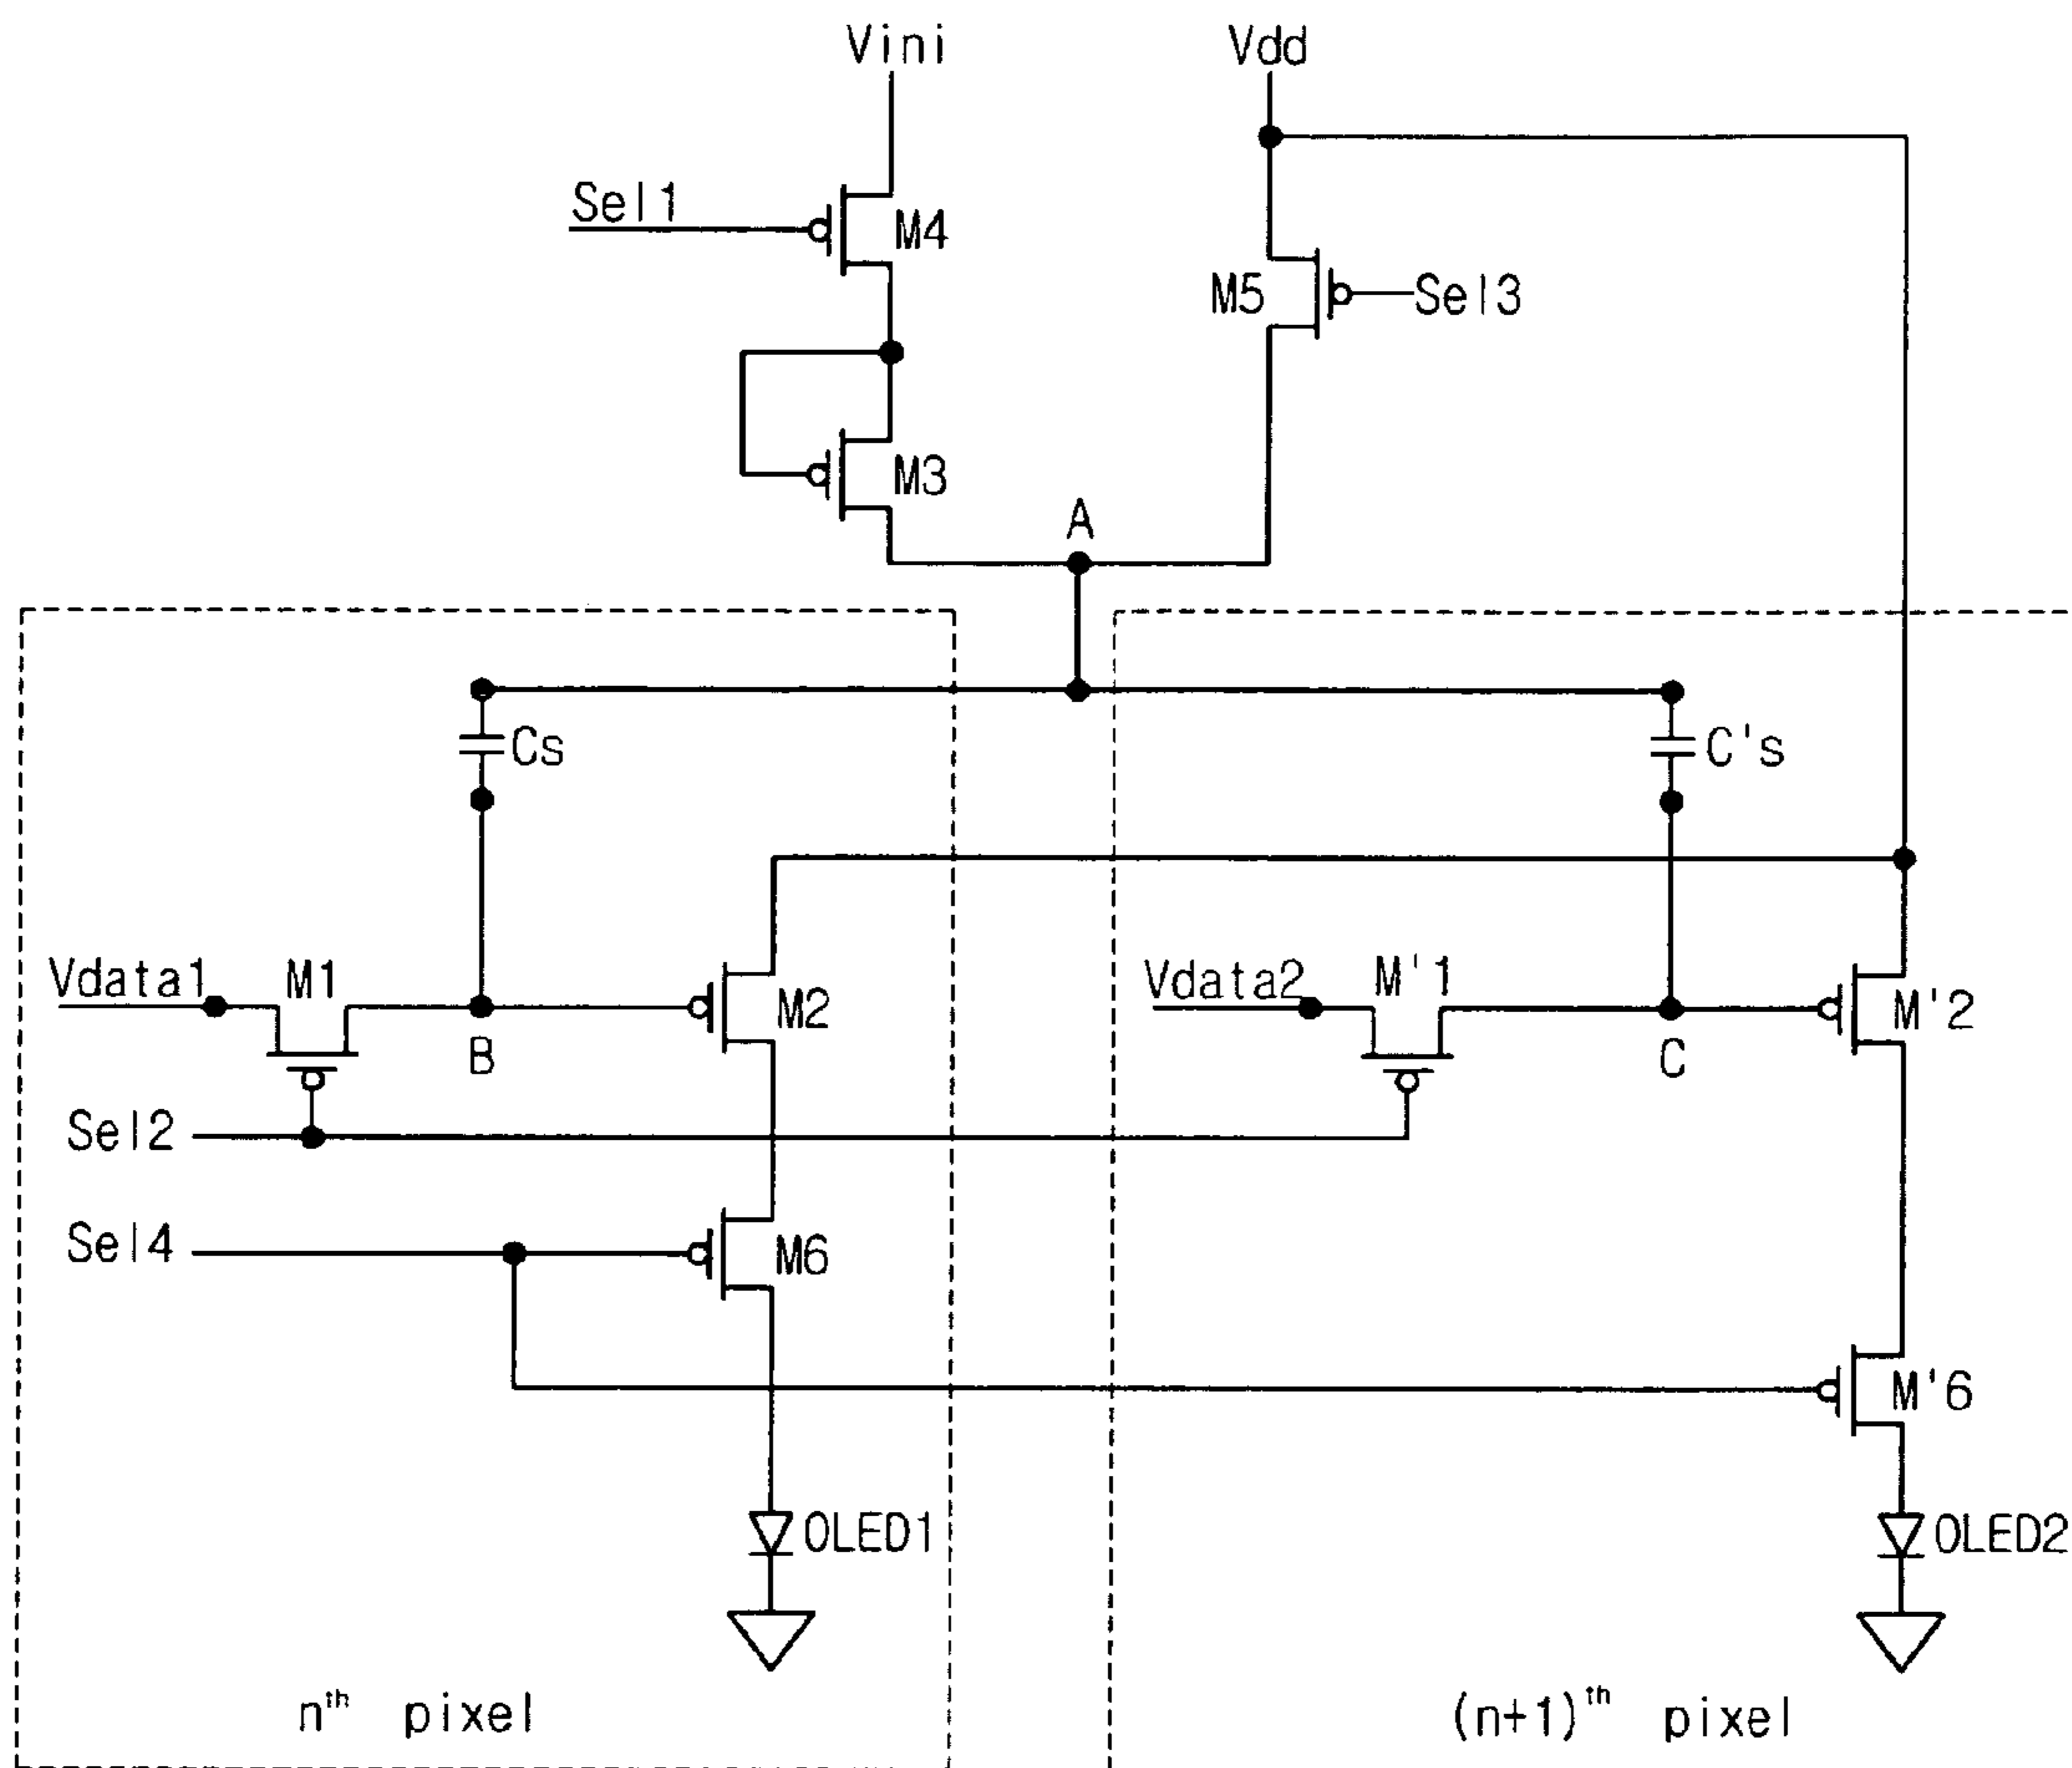 Vini
Vdd
Sel1
M4
M5
Sel3
M3
A
Cs
C's
Vdata1
M1
M2
B
Vdata2
M'1
M'2
C
Sel2
Sel4
M6
M'6
OLED1
OLED2
nth pixel
(n+1)th pixel